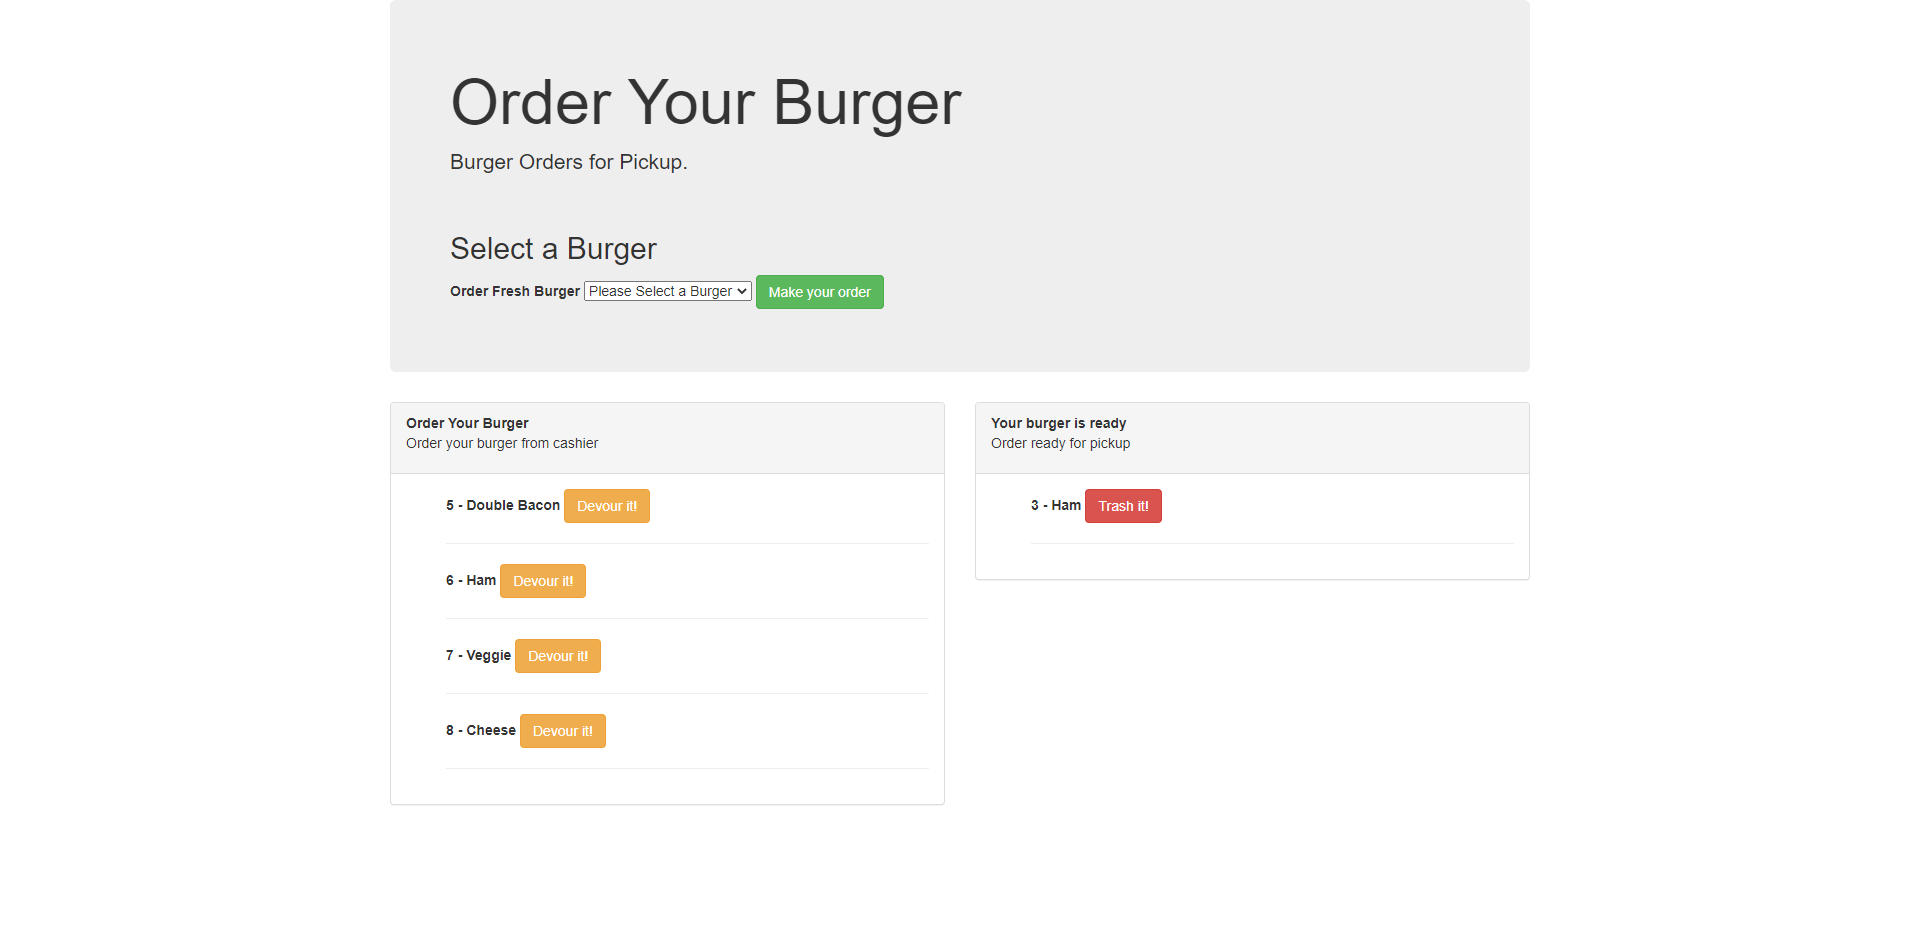 Order Your Burger
Burger Orders for Pickup.
Select a Burger
Order Fresh Burger Please Select a Burger Make your order
Order Your Burger
Order your burger from cashier
5 - Double Bacon Devour it!
6 - Ham Devour it!
7 - Veggie Devour it!
8 - Cheese Devour it!
Your burger is ready
Order ready for pickup
3 - Ham Trash it!